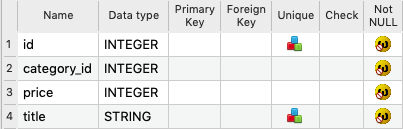 Name Data type Primary Key Foreign Key Unique Check Not NULL
1 id INTEGER
2 category_id INTEGER
3 price INTEGER
4 title STRING